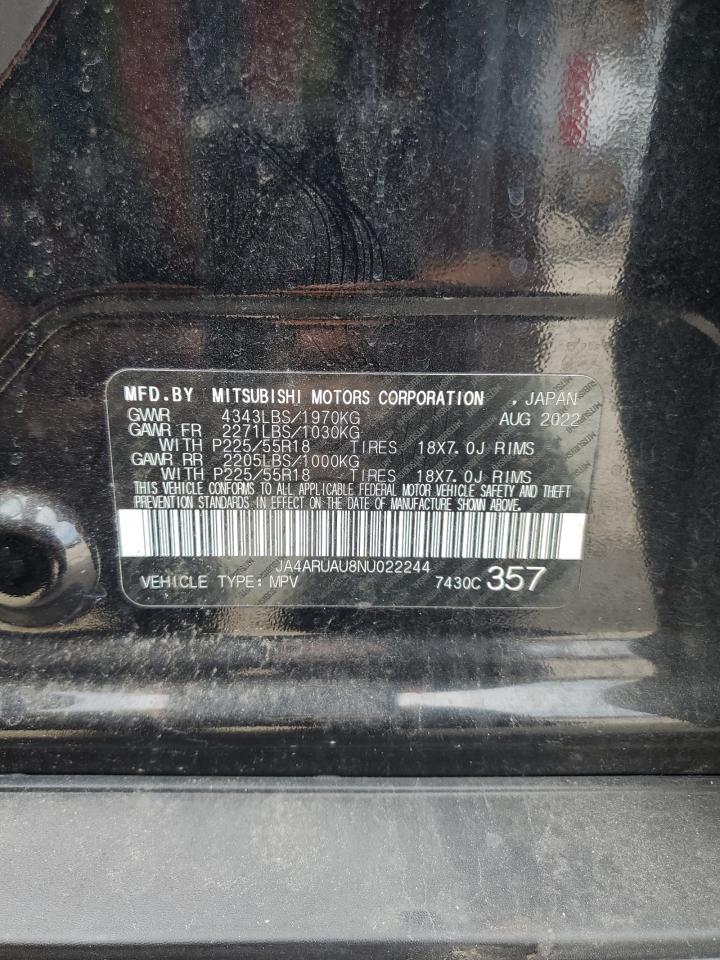 MFD.BY MITSUBISHI MOTORS CORPORATION , JAPAN
GVWR 4343LBS/1970KG AUG 2022
GAWR FR 2271LBS/1030KG
WITH P225/55R18 TIRES 18X7.0J RIMS
GAWR RR 2205LBS/1000KG
WITH P225/55R18 TIRES 18X7.0J RIMS
THIS VEHICLE CONFORMS TO ALL APPLICABLE FEDERAL MOTOR VEHICLE SAFETY AND THEFT
PREVENTION STANDARDS IN EFFECT ON THE DATE OF MANUFACTURE SHOWN ABOVE.
JA4ARUAU8NU022244
VEHICLE TYPE: MPV 7430C 357